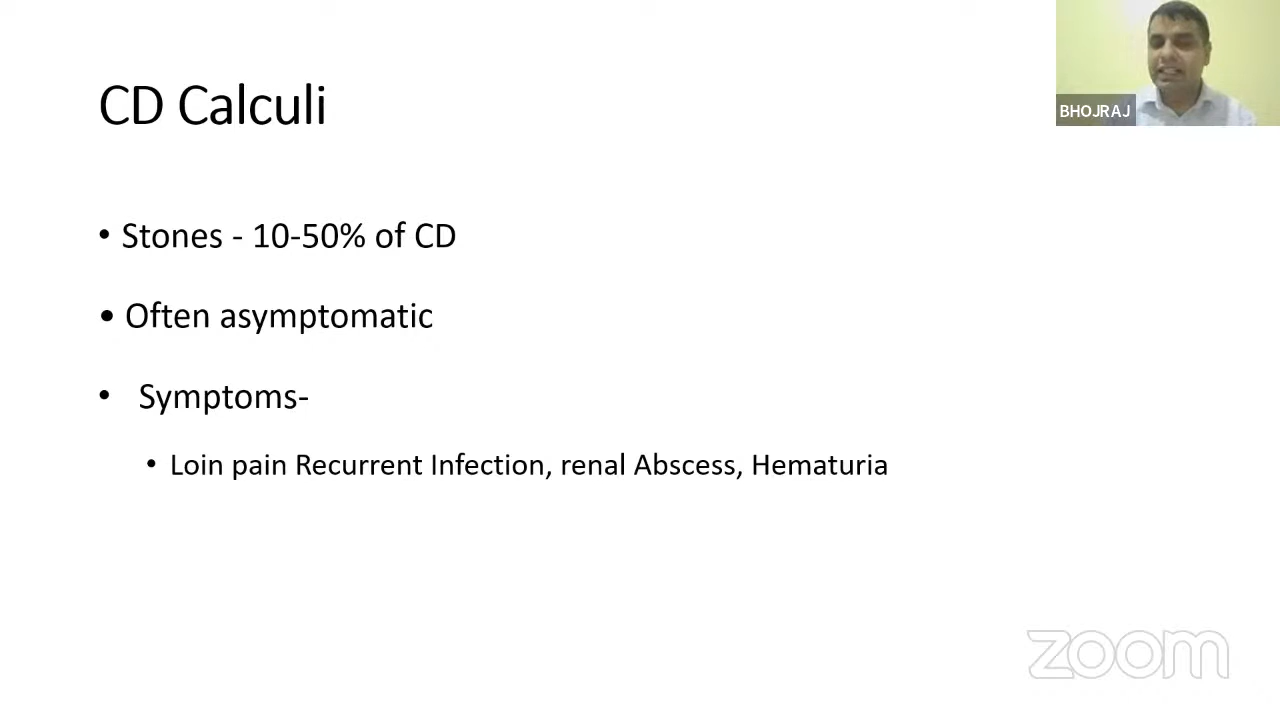 CD Calculi
BHOJRAJ
• Stones - 10-50% of CD
• Often asymptomatic
• Symptoms-
• Loin pain Recurrent Infection, renal Abscess, Hematuria
zoom